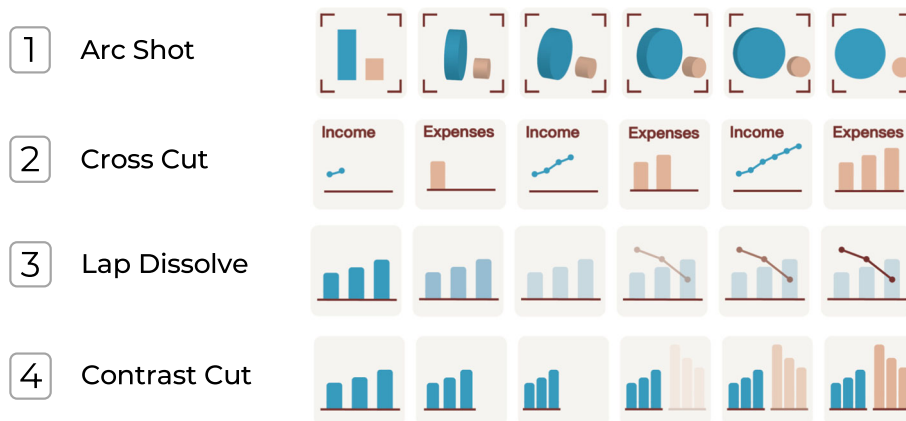 1 Arc Shot
2 Cross Cut
Income Expenses Income Expenses Income Expenses
3 Lap Dissolve
4 Contrast Cut